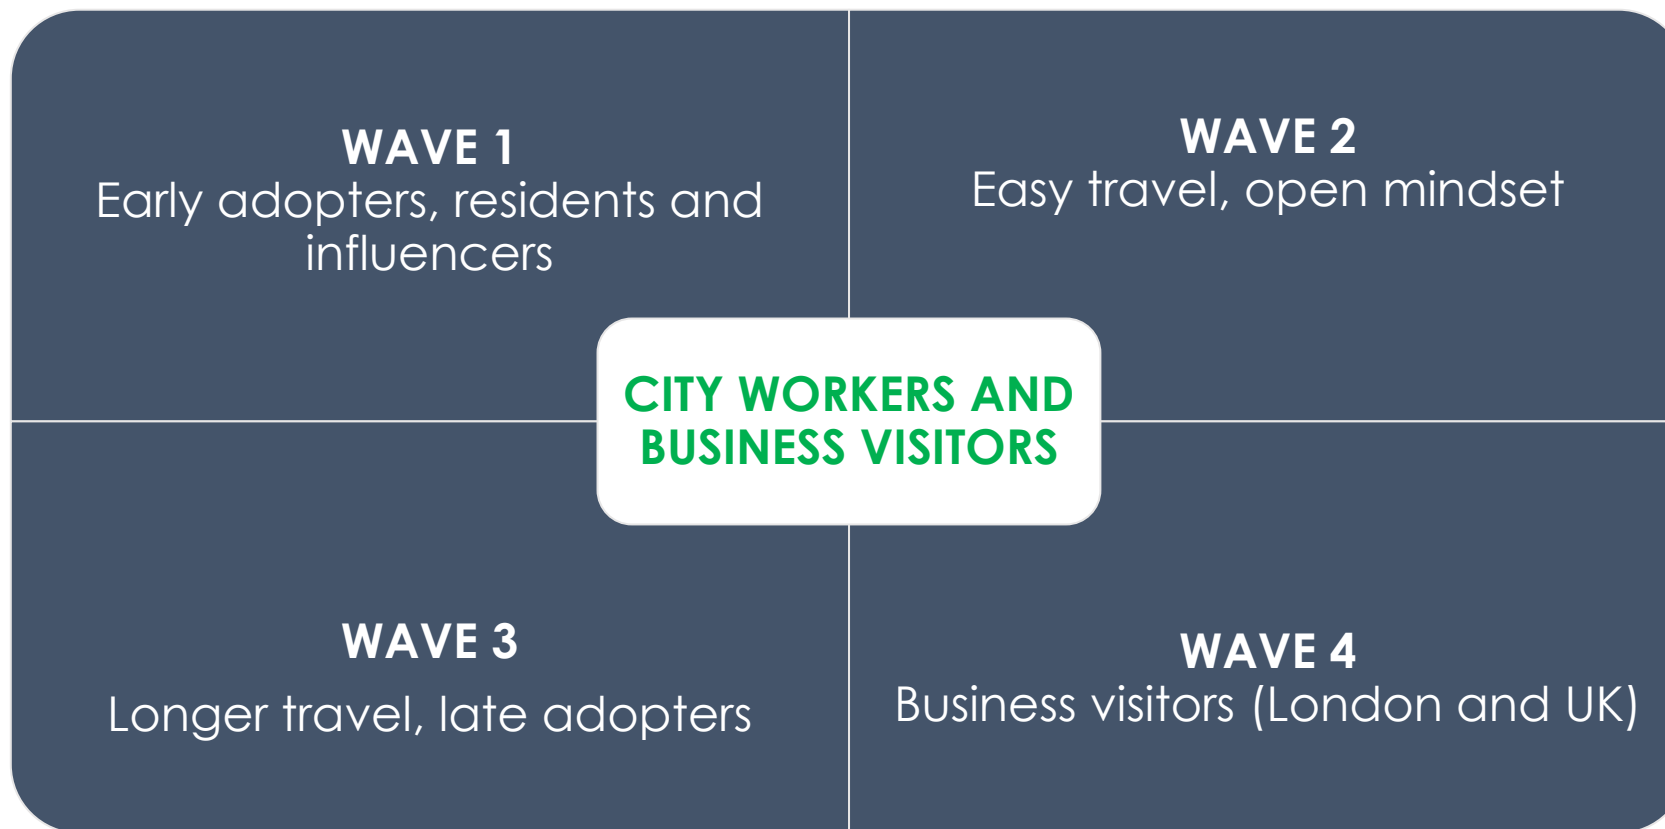 WAVE 1
Early adopters, residents and
influencers
WAVE 2
Easy travel, open mindset
CITY WORKERS AND
BUSINESS VISITORS
WAVE 3
Longer travel, late adopters
WAVE 4
Business visitors (London and UK)